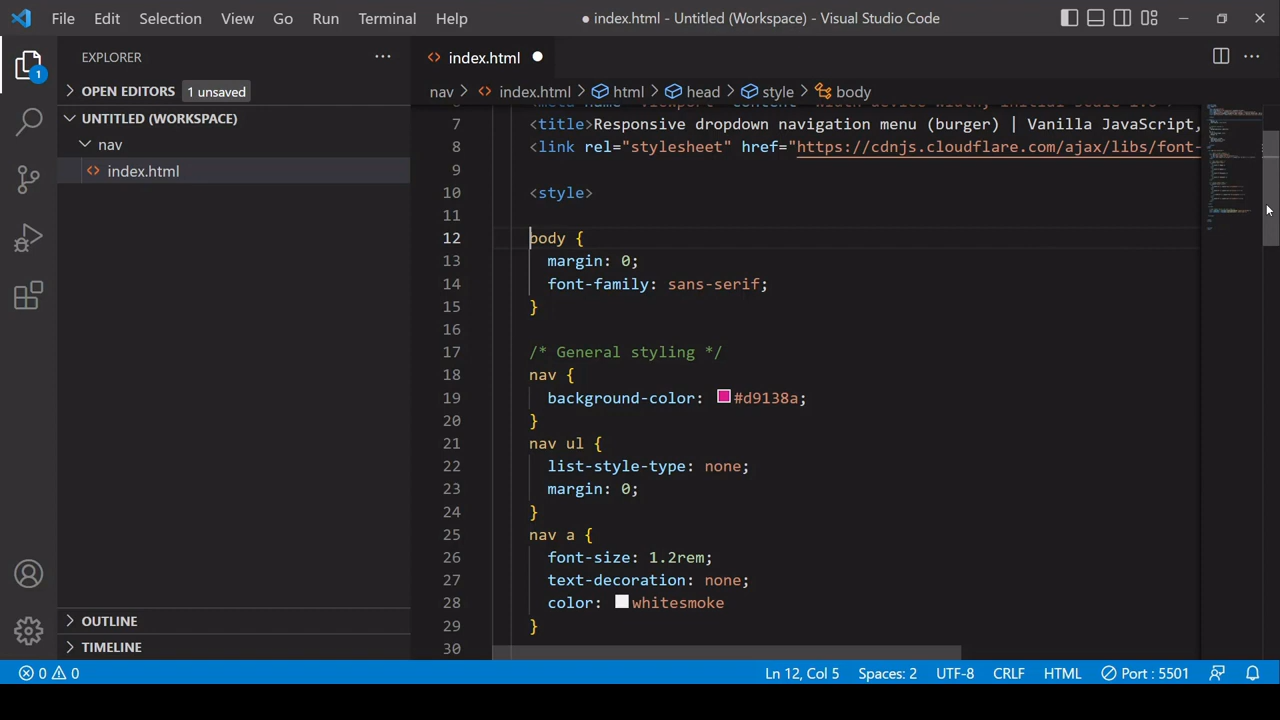 File Edit Selection View Go Run Terminal Help ● index.html - Untitled (Workspace) - Visual Studio Code
EXPLORER
OPEN EDITORS 1 unsaved
UNTITLED (WORKSPACE)
nav
index.html
OUTLINE
TIMELINE
1
index.html
nav > index.html > html > head > style > body
7 <title>Responsive dropdown navigation menu (burger) | Vanilla JavaScript,
8 <link rel="stylesheet" href="https://cdnjs.cloudflare.com/ajax/libs/font-
9
10 <style>
11
12 body {
13 margin: 0;
14 font-family: sans-serif;
15 }
16
17 /* General styling */
18 nav {
19 background-color: #d9138a;
20 }
21 nav ul {
22 list-style-type: none;
23 margin: 0;
24 }
25 nav a {
26 font-size: 1.2rem;
27 text-decoration: none;
28 color: whitesmoke
29 }
30
0 0 Ln 12, Col 5 Spaces: 2 UTF-8 CRLF HTML Port : 5501